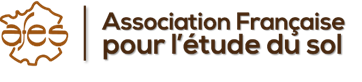 afes
Association Française
pour l'étude du sol